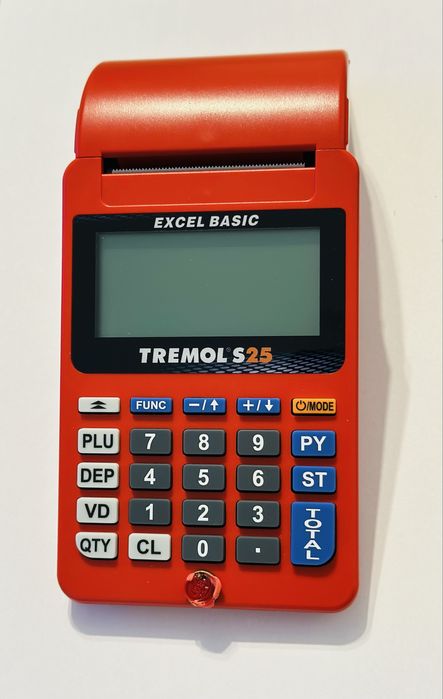 EXCEL BASIC
TREMOL® S25
FUNC -/↑ +/↓ ⏻/MODE
PLU 7 8 9 PY
DEP 4 5 6 ST
VD 1 2 3 TOTAL
QTY CL 0 .